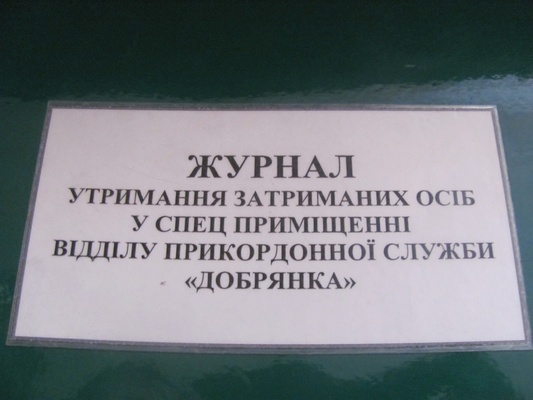 ЖУРНАЛ
УТРИМАННЯ ЗАТРИМАНИХ ОСІБ
У СПЕЦ ПРИМІЩЕННІ
ВІДДІЛУ ПРИКОРДОННОЇ СЛУЖБИ
«ДОБРЯНКА»